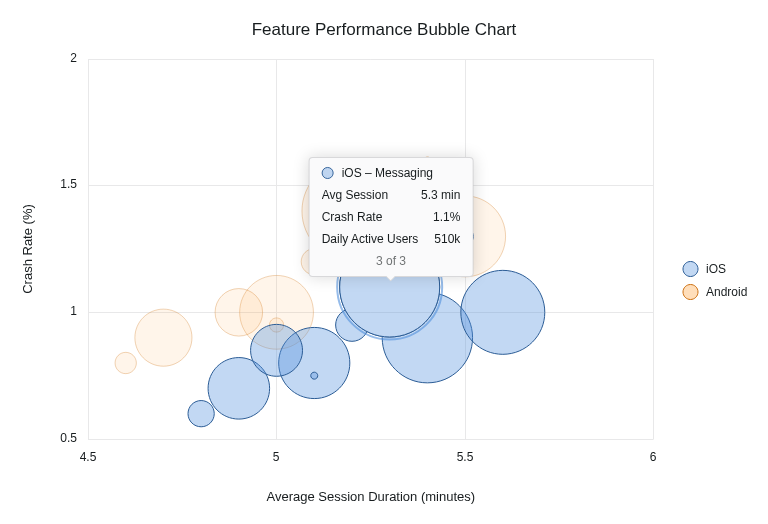 Feature Performance Bubble Chart
2
1.5
1
0.5
4.5
5
5.5
6
Crash Rate (%)
Average Session Duration (minutes)
iOS – Messaging
Avg Session 5.3 min
Crash Rate 1.1%
Daily Active Users 510k
3 of 3
iOS
Android